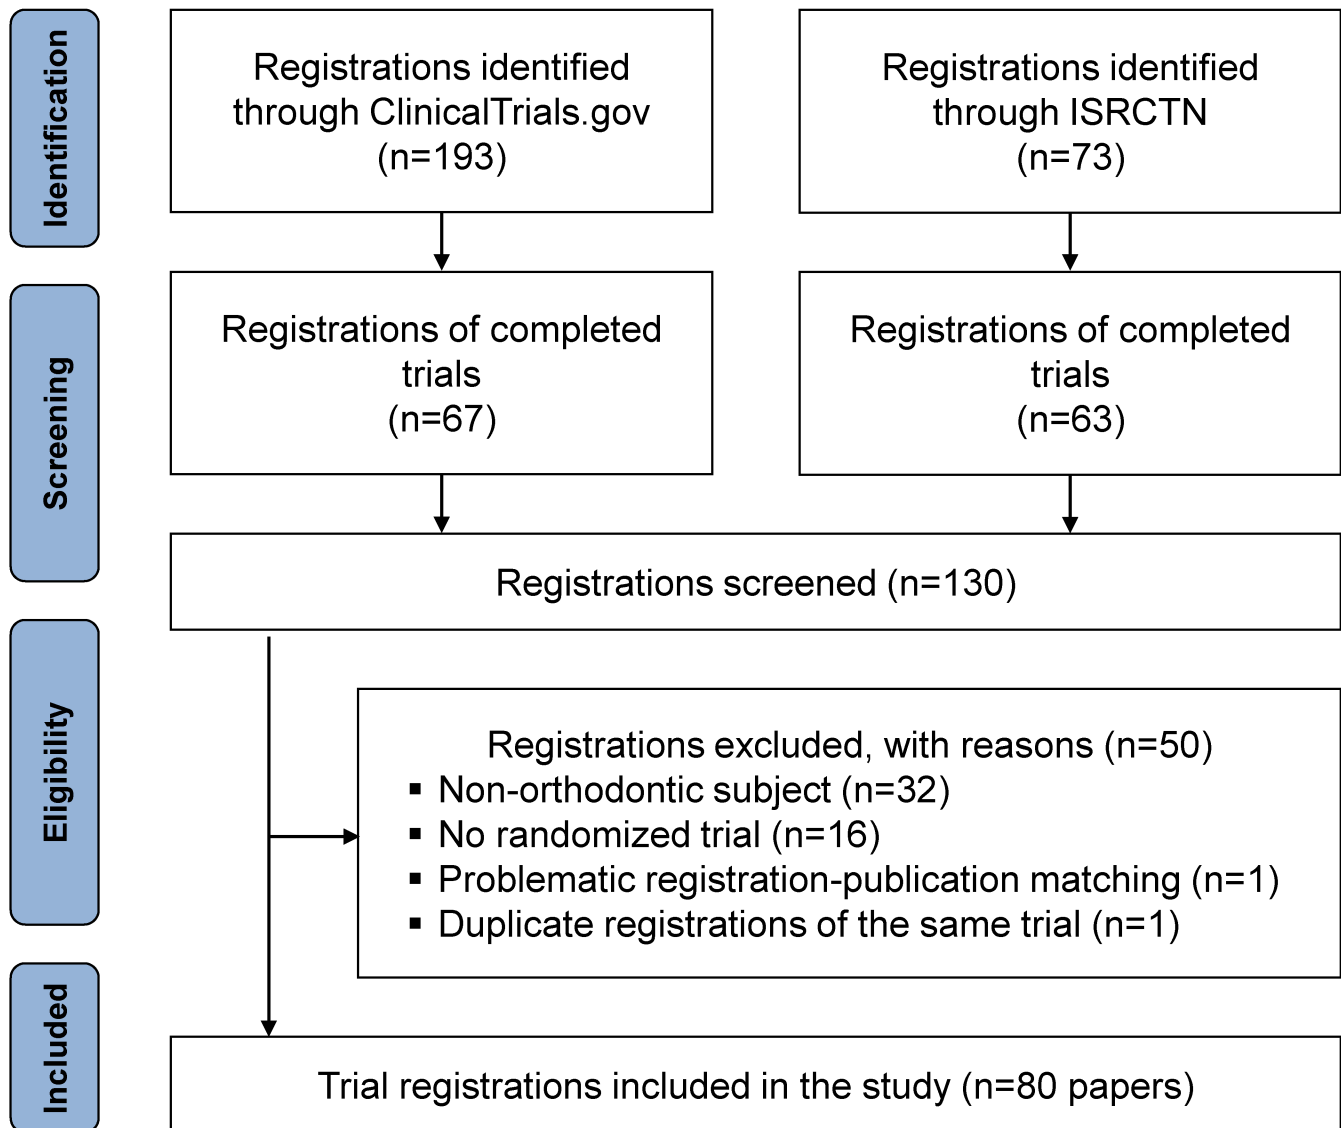 Identification
Registrations identified
through ClinicalTrials.gov
(n=193)
Registrations identified
through ISRCTN
(n=73)
Screening
Registrations of completed
trials
(n=67)
Registrations of completed
trials
(n=63)
Registrations screened (n=130)
Eligibility
Registrations excluded, with reasons (n=50)
▪ Non-orthodontic subject (n=32)
▪ No randomized trial (n=16)
▪ Problematic registration-publication matching (n=1)
▪ Duplicate registrations of the same trial (n=1)
Included
Trial registrations included in the study (n=80 papers)